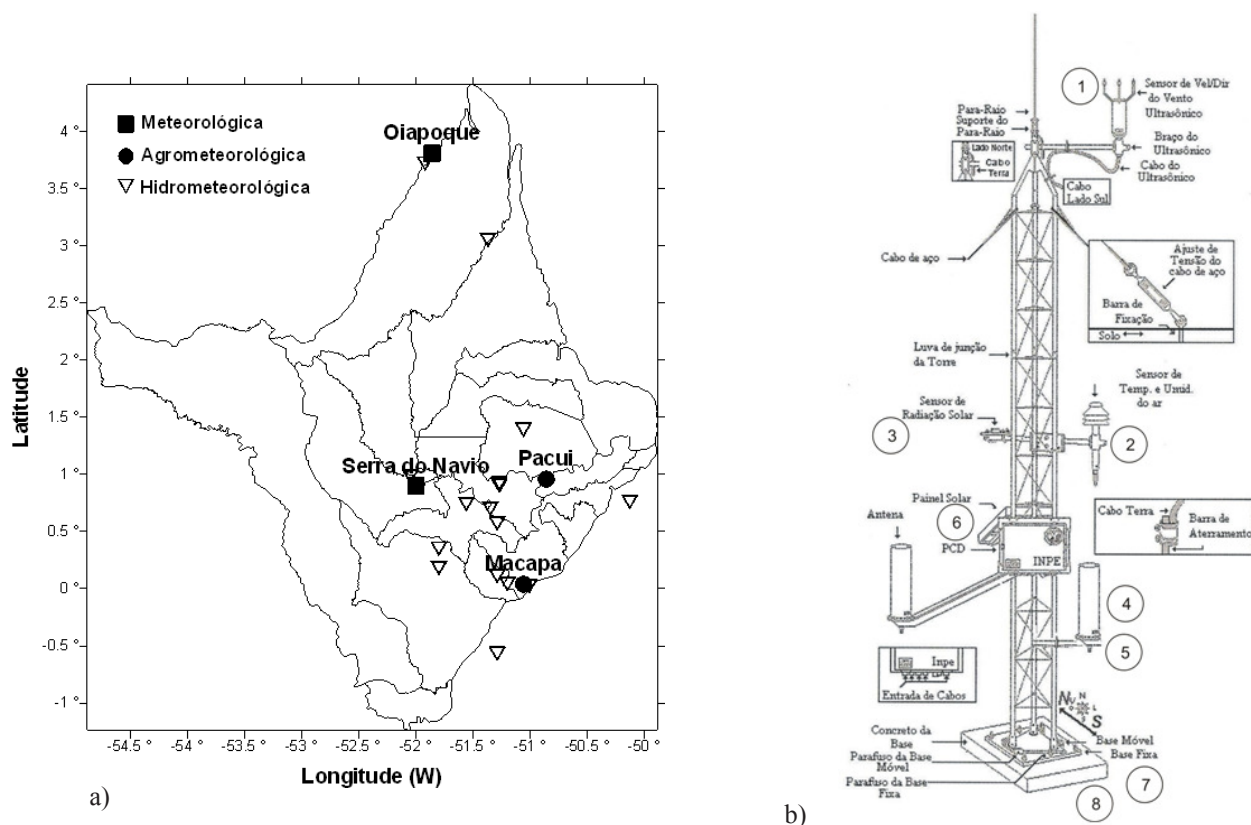 Meteorológica
Agrometeorológica
Hidrometeorológica
Oiapoque
Serra do Navio
Pacui
Macapa
Latitude
4 °
3.5 °
3 °
2.5 °
2 °
1.5 °
1 °
0.5 °
0 °
-0.5 °
-1 °
-54.5 °
-54 °
-53.5 °
-53 °
-52.5 °
-52 °
-51.5 °
-51 °
-50.5 °
-50 °
Longitude (W)
a)
1
Sensor de Vel/Dir
do Vento
Ultrasônico
Para-Raio
Suporte do
Para-Raio
Lado Norte
Cabo
Terra
Braço do
Ultrasônico
Cabo do
Ultrasônico
Cabo
Lado Sul
Cabo de aço
Ajuste de
Tensão do
cabo de aço
Barra de
Fixação
Solo
Luva de junção
da Torre
Sensor de
Temp. e Umid.
do ar
Sensor de
Radiação Solar
3
2
Painel Solar
6
Antena
PCD
INPE
Cabo Terra
Barra de
Aterramento
4
5
Inpe
Entrada de Cabos
N
S
Concreto da
Base
Parafuso da Base
Móvel
Parafuso da Base
Fixa
Base Móvel
Base Fixa
7
8
b)